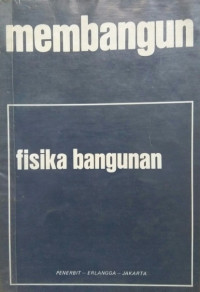 membangun
fisika bangunan
PENERBIT – ERLANGGA – JAKARTA